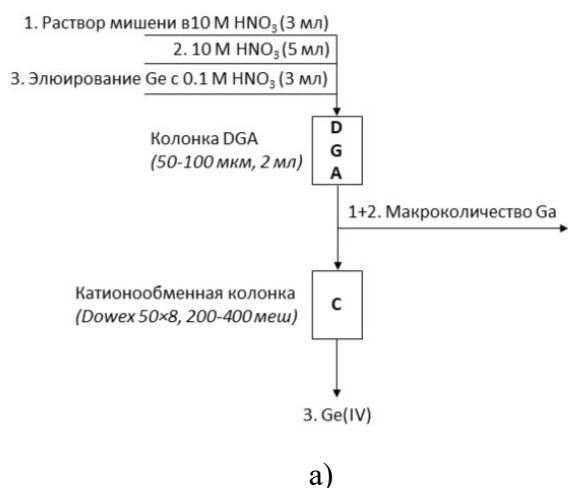 1. Раствор мишени в10 М HNO₃ (3 мл)
2. 10 М HNO₃ (5 мл)
3. Элюирование Ge с 0.1 М HNO₃ (3 мл)
Колонка DGA
(50-100 мкм, 2 мл)
D
G
A
1+2. Макроколичество Ga
Катионообменная колонка
(Dowex 50×8, 200-400 меш)
C
3. Ge(IV)
а)